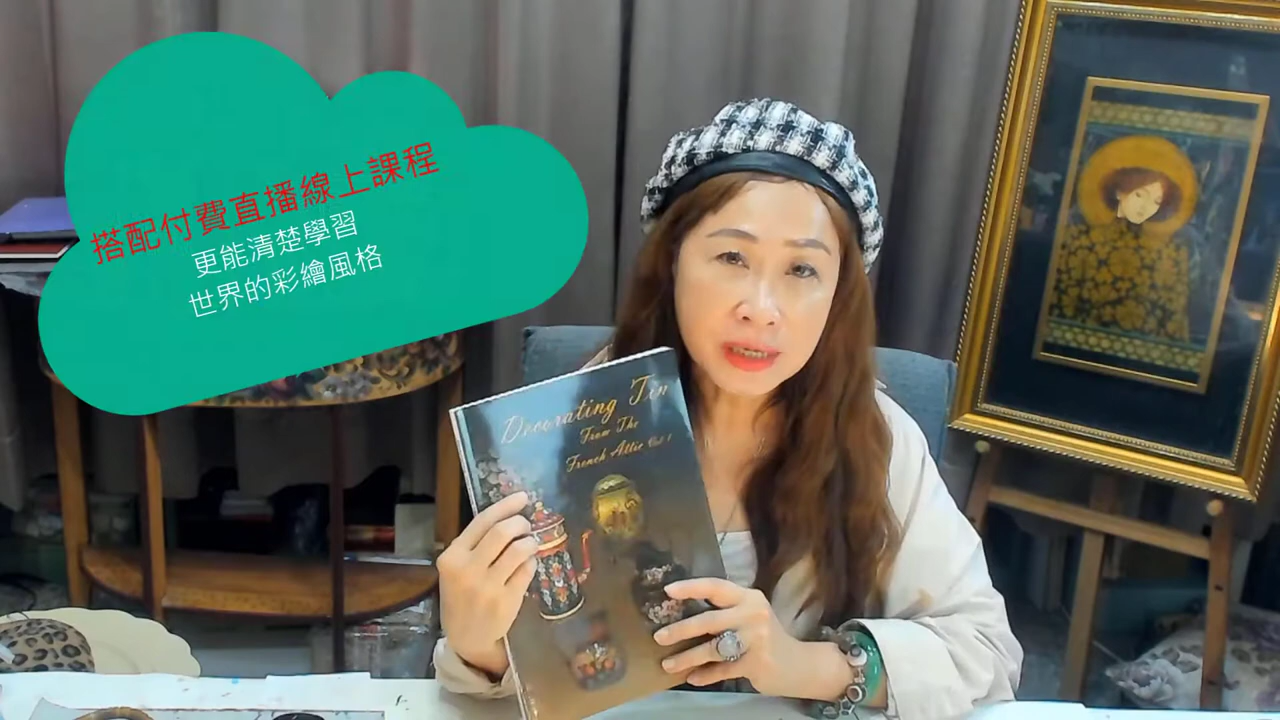 搭配付費直播線上課程
更能清楚學習
世界的彩繪風格
Decorating Tin
From The
French Attic Vol 1